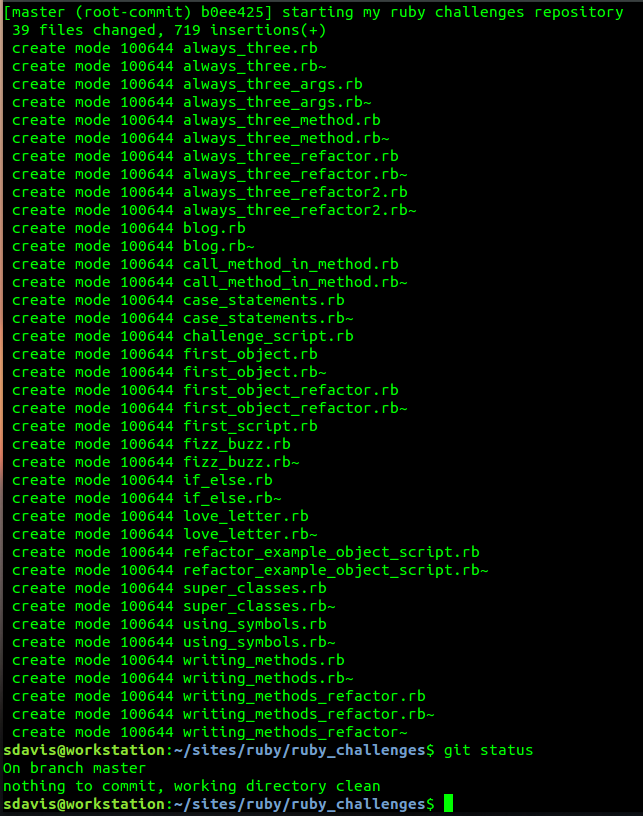 [master (root-commit) b0ee425] starting my ruby challenges repository
 39 files changed, 719 insertions(+)
 create mode 100644 always_three.rb
 create mode 100644 always_three.rb~
 create mode 100644 always_three_args.rb
 create mode 100644 always_three_args.rb~
 create mode 100644 always_three_method.rb
 create mode 100644 always_three_method.rb~
 create mode 100644 always_three_refactor.rb
 create mode 100644 always_three_refactor.rb~
 create mode 100644 always_three_refactor2.rb
 create mode 100644 always_three_refactor2.rb~
 create mode 100644 blog.rb
 create mode 100644 blog.rb~
 create mode 100644 call_method_in_method.rb
 create mode 100644 call_method_in_method.rb~
 create mode 100644 case_statements.rb
 create mode 100644 case_statements.rb~
 create mode 100644 challenge_script.rb
 create mode 100644 first_object.rb
 create mode 100644 first_object.rb~
 create mode 100644 first_object_refactor.rb
 create mode 100644 first_object_refactor.rb~
 create mode 100644 first_script.rb
 create mode 100644 fizz_buzz.rb
 create mode 100644 fizz_buzz.rb~
 create mode 100644 if_else.rb
 create mode 100644 if_else.rb~
 create mode 100644 love_letter.rb
 create mode 100644 love_letter.rb~
 create mode 100644 refactor_example_object_script.rb
 create mode 100644 refactor_example_object_script.rb~
 create mode 100644 super_classes.rb
 create mode 100644 super_classes.rb~
 create mode 100644 using_symbols.rb
 create mode 100644 using_symbols.rb~
 create mode 100644 writing_methods.rb
 create mode 100644 writing_methods.rb~
 create mode 100644 writing_methods_refactor.rb
 create mode 100644 writing_methods_refactor.rb~
 create mode 100644 writing_methods_refactor~
sdavis@workstation:~/sites/ruby/ruby_challenges$ git status
On branch master
nothing to commit, working directory clean
sdavis@workstation:~/sites/ruby/ruby_challenges$